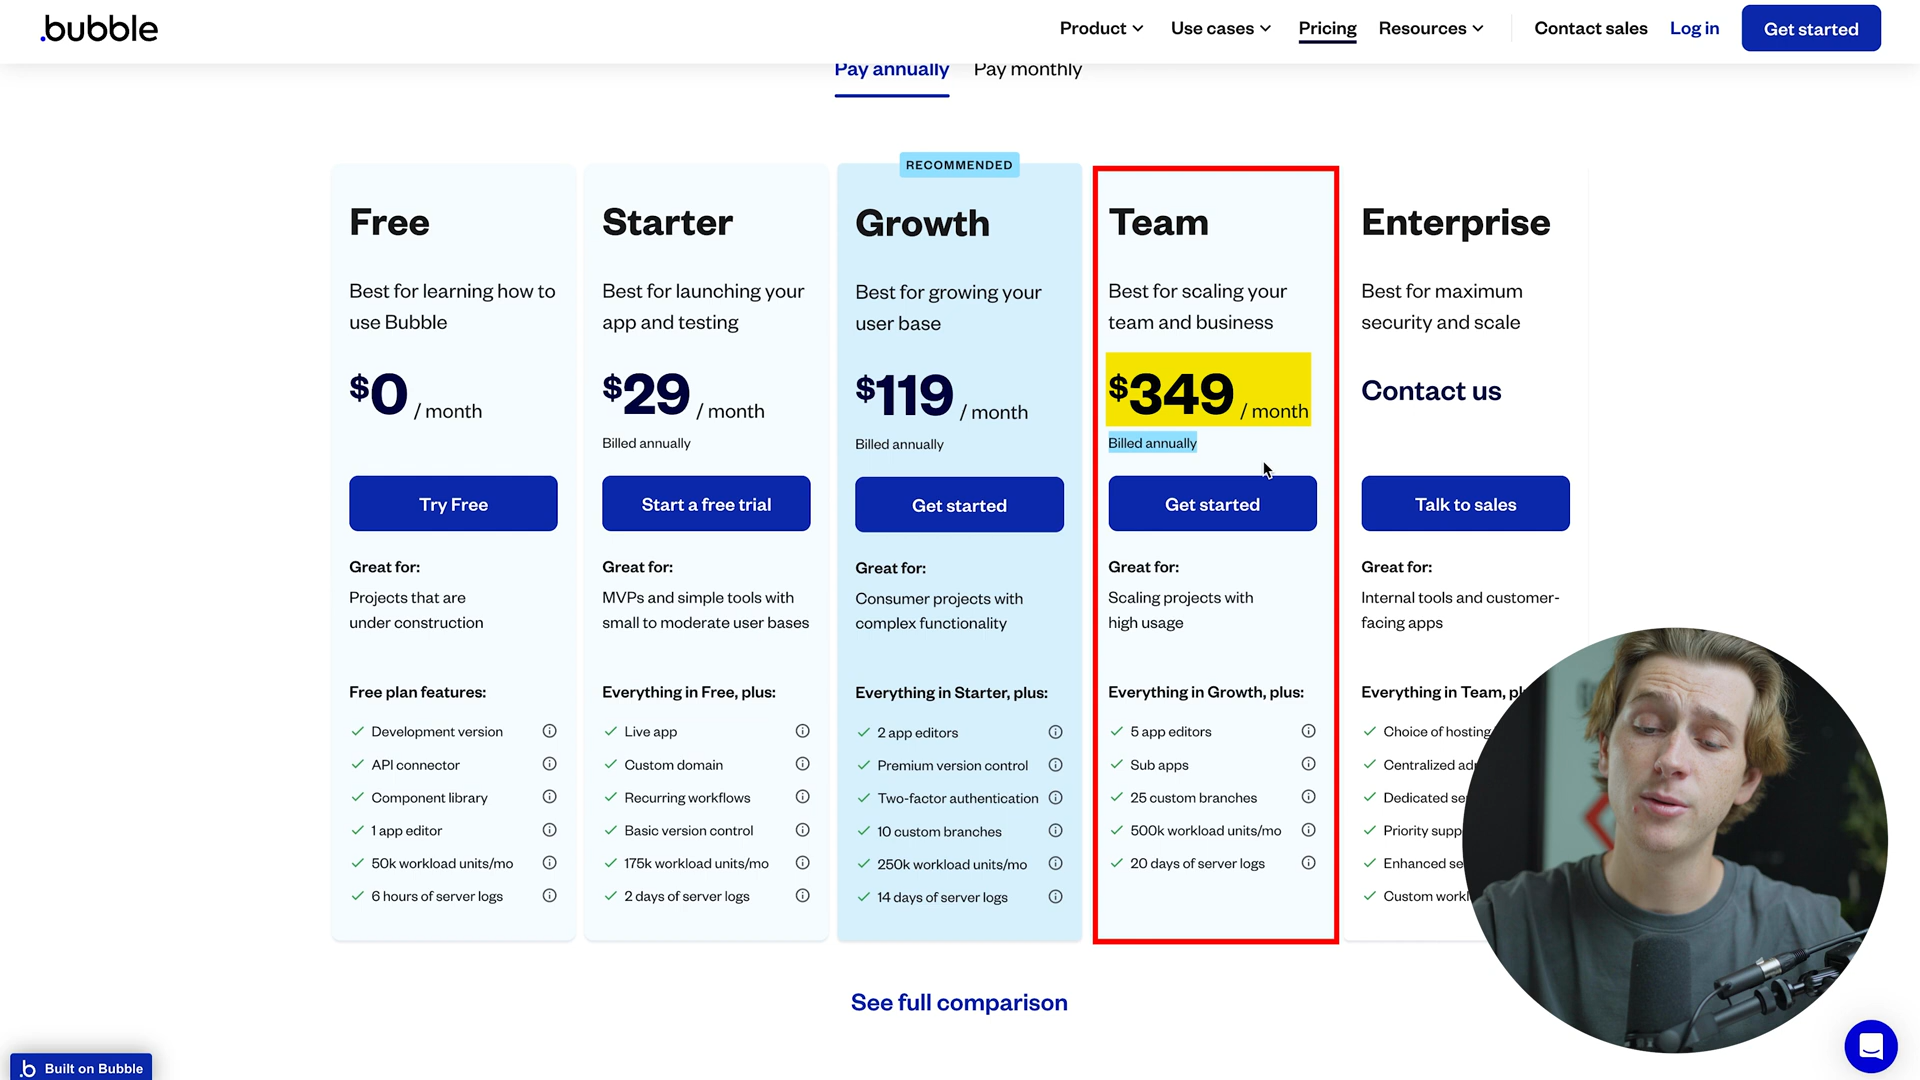 .bubble
Product
Use cases
Pricing
Resources
Contact sales
Log in
Get started
Pay annually
Pay monthly
Free
Best for learning how to
use Bubble
$0 / month
Try Free
Great for:
Projects that are
under construction
Free plan features:
Development version
API connector
Component library
1 app editor
50k workload units/mo
6 hours of server logs
Starter
Best for launching your
app and testing
$29 / month
Billed annually
Start a free trial
Great for:
MVPs and simple tools with
small to moderate user bases
Everything in Free, plus:
Live app
Custom domain
Recurring workflows
Basic version control
175k workload units/mo
2 days of server logs
RECOMMENDED
Growth
Best for growing your
user base
$119 / month
Billed annually
Get started
Great for:
Consumer projects with
complex functionality
Everything in Starter, plus:
2 app editors
Premium version control
Two-factor authentication
10 custom branches
250k workload units/mo
14 days of server logs
Team
Best for scaling your
team and business
$349 / month
Billed annually
Get started
Great for:
Scaling projects with
high usage
Everything in Growth, plus:
5 app editors
Sub apps
25 custom branches
500k workload units/mo
20 days of server logs
Enterprise
Best for maximum
security and scale
Contact us
Talk to sales
Great for:
Internal tools and customer-
facing apps
Everything in Team,
Choice of hosting
Centralized
Dedicated
Priority
Enhanced
Custom
See full comparison
Built on Bubble